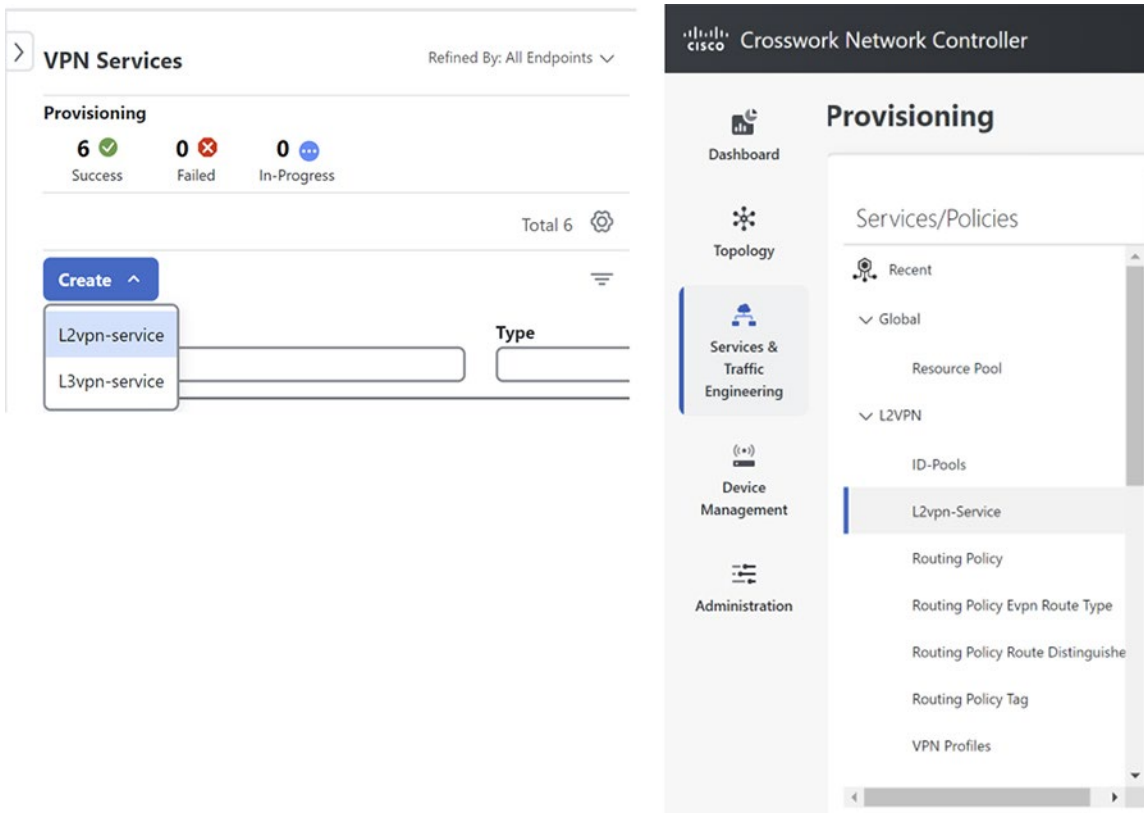 VPN Services
Refined By: All Endpoints
Provisioning
6
0
0
Success
Failed
In-Progress
Total 6
Create
L2vpn-service
L3vpn-service
Type
cisco
Crosswork Network Controller
Dashboard
Topology
Services &
Traffic
Engineering
Device
Management
Administration
Provisioning
Services/Policies
Recent
Global
Resource Pool
L2VPN
ID-Pools
L2vpn-Service
Routing Policy
Routing Policy Evpn Route Type
Routing Policy Route Distinguishe
Routing Policy Tag
VPN Profiles